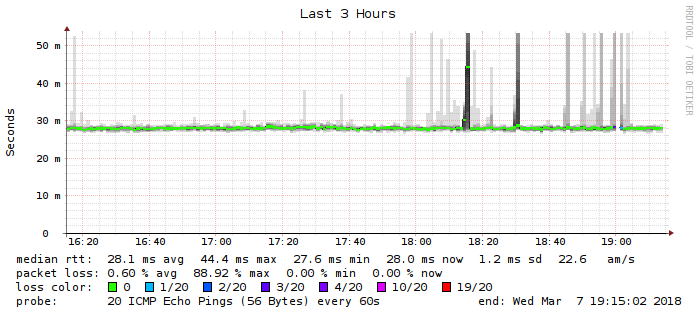 Last 3 Hours
RRDTOOL / TOBI OETIKER
Seconds
50 m
40 m
30 m
20 m
10 m
0
16:20 16:40 17:00 17:20 17:40 18:00 18:20 18:40 19:00
median rtt: 28.1 ms avg 44.4 ms max 27.6 ms min 28.0 ms now 1.2 ms sd 22.6 am/s
packet loss: 0.60 % avg 88.92 % max 0.00 % min 0.00 % now
loss color: 0 1/20 2/20 3/20 4/20 10/20 19/20
probe: 20 ICMP Echo Pings (56 Bytes) every 60s end: Wed Mar 7 19:15:02 2018